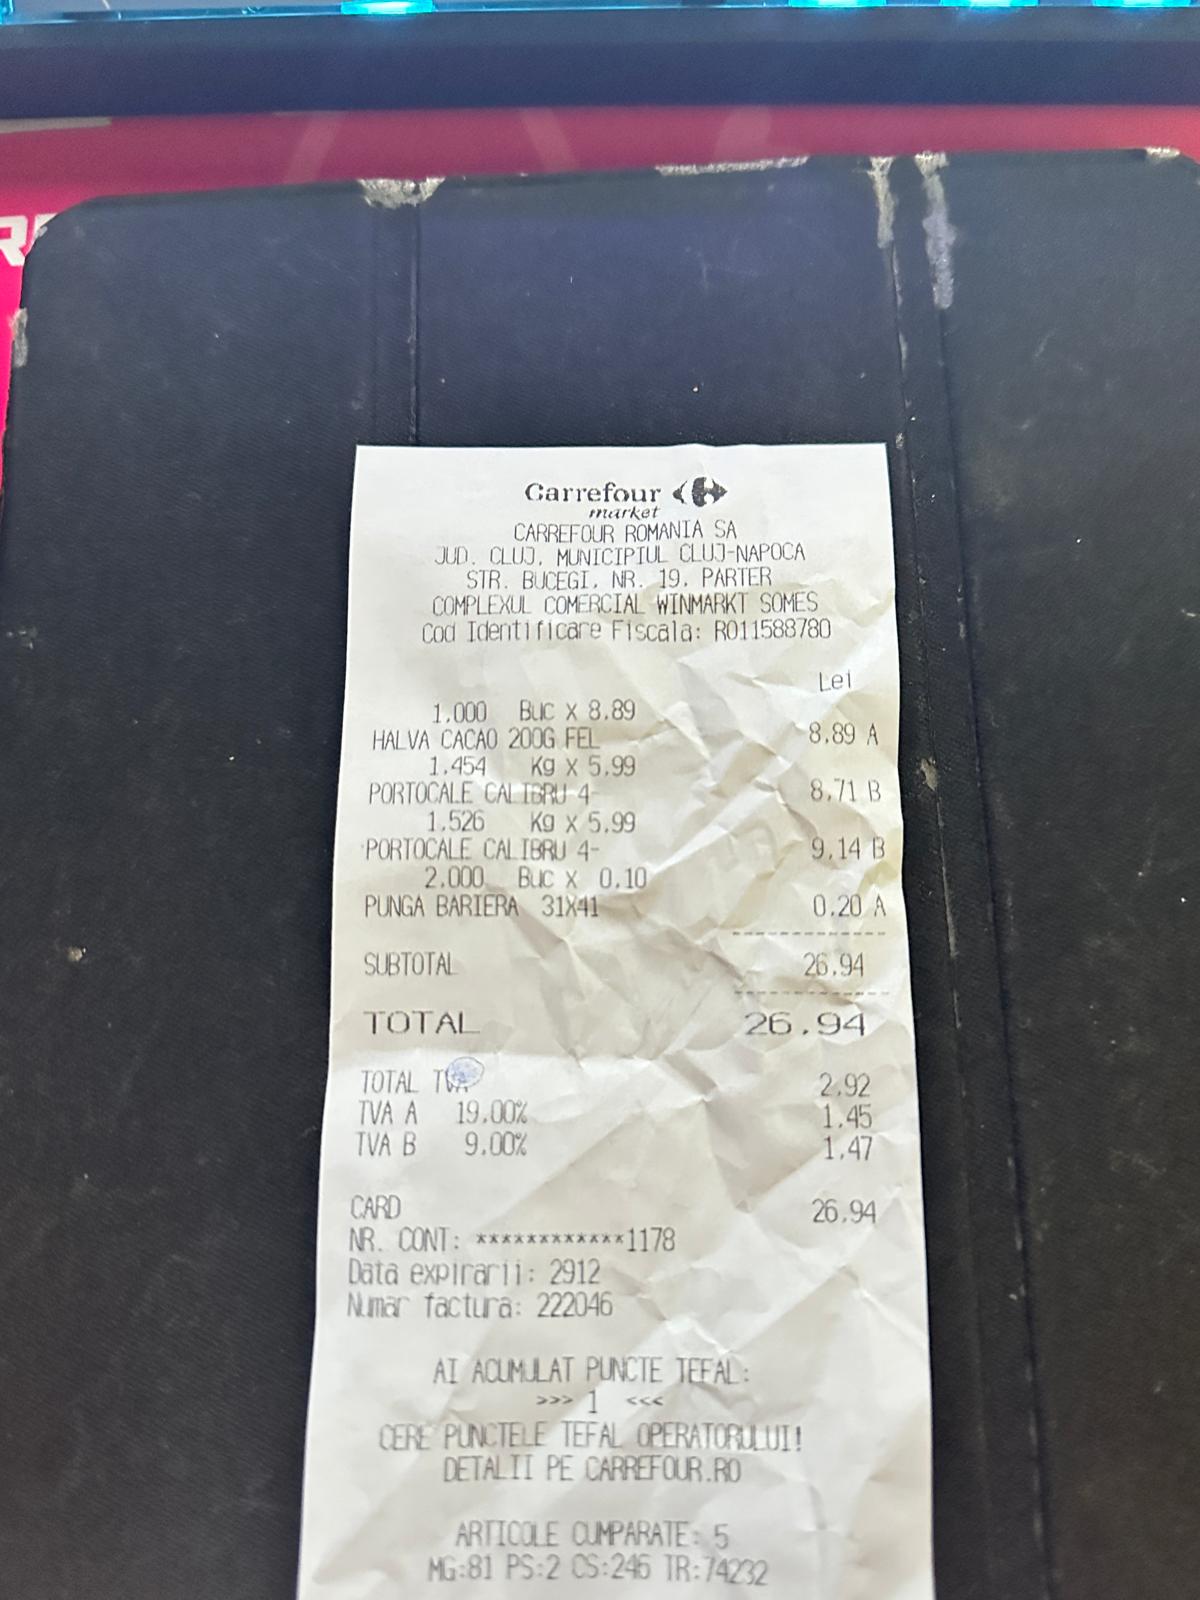 Carrefour
market
CARREFOUR ROMANIA SA
JUD. CLUJ, MUNICIPIUL CLUJ-NAPOCA
STR. BUCEGI, NR. 19, PARTER
COMPLEXUL COMERCIAL WINMARKT SOMES
Cod Identificare Fiscala: RO11588780
Lei
1.000 Buc X 8.89
HALVA CACAO 200G FEL 8.89 A
1.454 Kg X 5.99
PORTOCALE CALIBRU 4- 8.71 B
1.526 Kg X 5.99
PORTOCALE CALIBRU 4- 9.14 B
2.000 Buc X 0.10
PUNGA BARIERA 31X41 0.20 A
SUBTOTAL 26.94
TOTAL 26.94
TOTAL TVA 2.92
TVA A 19.00% 1.45
TVA B 9.00% 1.47
CARD 26.94
NR. CONT: ************1178
Data expirarii: 2912
Numar factura: 222046
AI ACUMULAT PUNCTE TEFAL:
>>> 1 <<<
CERE PUNCTELE TEFAL OPERATORULUI!
DETALII PE CARREFOUR.RO
ARTICOLE CUMPARATE: 5
MG:81 PS:2 CS:246 TR:74232